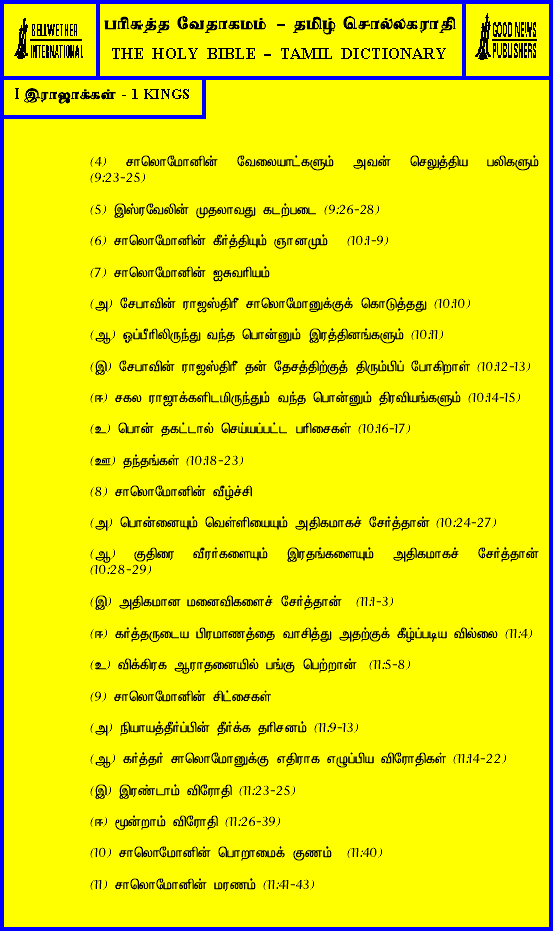 BELLWETHER
INTERNATIONAL
பரிசுத்த வேதாகமம் - தமிழ் சொல்லகராதி
THE HOLY BIBLE - TAMIL DICTIONARY
GOOD NEWS
PUBLISHERS
I இராஜாக்கள் - 1 KINGS
(4) சாலொமோனின் வேலையாட்களும் அவன் செலுத்திய பலிகளும்
(9:23-25)
(5) இஸ்ரவேலின் முதலாவது கடற்படை (9:26-28)
(6) சாலொமோனின் கீர்த்தியும் ஞானமும் (10:1-9)
(7) சாலொமோனின் ஐசுவரியம்
(அ) சேபாவின் ராஜஸ்திரீ சாலொமோனுக்குக் கொடுத்தது (10:10)
(ஆ) ஓப்பீரிலிருந்து வந்த பொன்னும் இரத்தினங்களும் (10:11)
(இ) சேபாவின் ராஜஸ்திரீ தன் தேசத்திற்குத் திரும்பிப் போகிறாள் (10:12-13)
(ஈ) சகல ராஜாக்களிடமிருந்தும் வந்த பொன்னும் திரவியங்களும் (10:14-15)
(உ) பொன் தகட்டால் செய்யப்பட்ட பரிசைகள் (10:16-17)
(ஊ) தந்தங்கள் (10:18-23)
(8) சாலொமோனின் வீழ்ச்சி
(அ) பொன்னையும் வெள்ளியையும் அதிகமாகச் சேர்த்தான் (10:24-27)
(ஆ) குதிரை வீரர்களையும் இரதங்களையும் அதிகமாகச் சேர்த்தான்
(10:28-29)
(இ) அதிகமான மனைவிகளைச் சேர்த்தான் (11:1-3)
(ஈ) கர்த்தருடைய பிரமாணத்தை வாசித்து அதற்குக் கீழ்ப்படிய வில்லை (11:4)
(உ) விக்கிரக ஆராதனையில் பங்கு பெற்றான் (11:5-8)
(9) சாலொமோனின் சிட்சைகள்
(அ) நியாயத்தீர்ப்பின் தீர்க்க தரிசனம் (11:9-13)
(ஆ) கர்த்தர் சாலொமோனுக்கு எதிராக எழுப்பிய விரோதிகள் (11:14-22)
(இ) இரண்டாம் விரோதி (11:23-25)
(ஈ) மூன்றாம் விரோதி (11:26-39)
(10) சாலொமோனின் பொறாமைக் குணம் (11:40)
(11) சாலொமோனின் மரணம் (11:41-43)